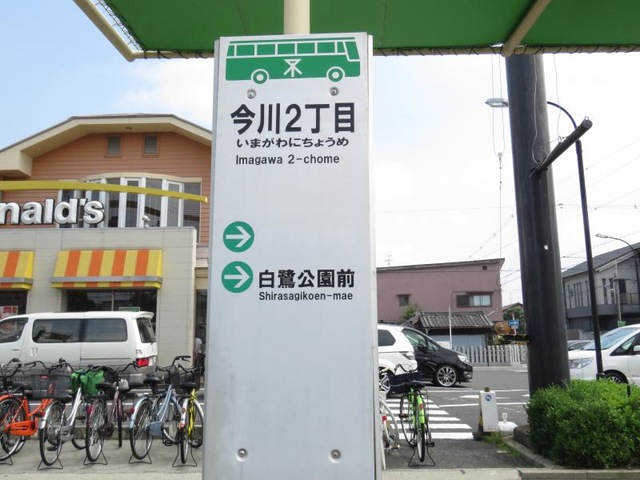 今川2丁目
いまがわにちょうめ
Imagawa 2-chome
白鷺公園前
Shirasagikoen-mae
nald's